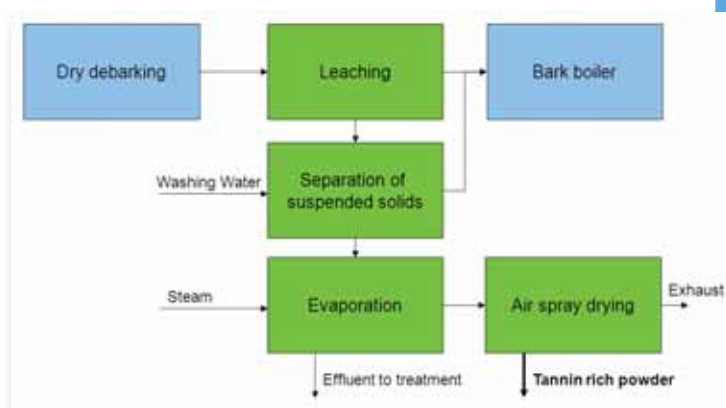 Dry debarking
Leaching
Bark boiler
Washing Water
Separation of
suspended solids
Steam
Evaporation
Air spray drying
Exhaust
Effluent to treatment
Tannin rich powder